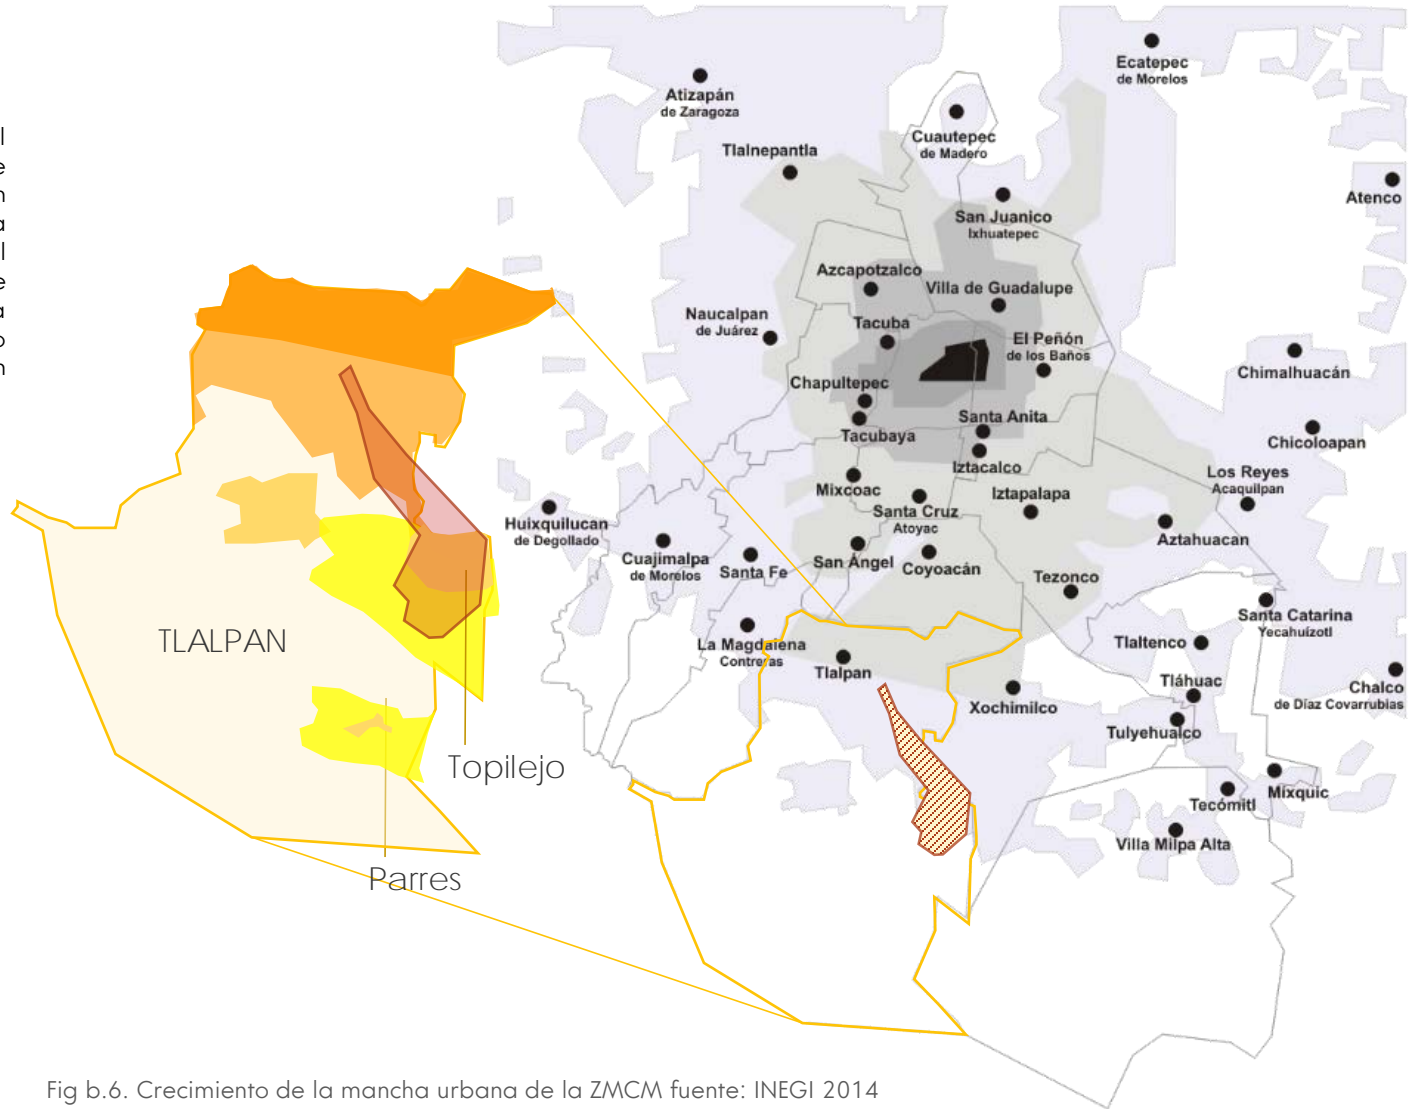 Ecatepec
de Morelos
Atizapán
de Zaragoza
Cuautepec
de Madero
Tlalnepantla
Atenco
San Juanico
Ixhuatepec
Azcapotzalco
Villa de Guadalupe
Naucalpan
de Juárez
Tacuba
El Peñón
de los Baños
Chimalhuacán
Chapultepec
Santa Anita
Tacubaya
Chicoloapan
Iztacalco
Los Reyes
Acaquilpan
Mixcoac
Iztapalapa
Santa Cruz
Atoyac
Huixquilucan
de Degollado
Aztahuacan
Cuajimalpa
de Morelos
Santa Fe
San Ángel
Coyoacán
Tezonco
Santa Catarina
Yecahuízotl
TLALPAN
La Magdalena
Contreras
Tlaltenco
Tlalpan
Tláhuac
Chalco
de Díaz Covarrubias
Xochimilco
Tulyehualco
Topilejo
Mixquic
Tecómitl
Villa Milpa Alta
Parres
Fig b.6. Crecimiento de la mancha urbana de la ZMCM fuente: INEGI 2014